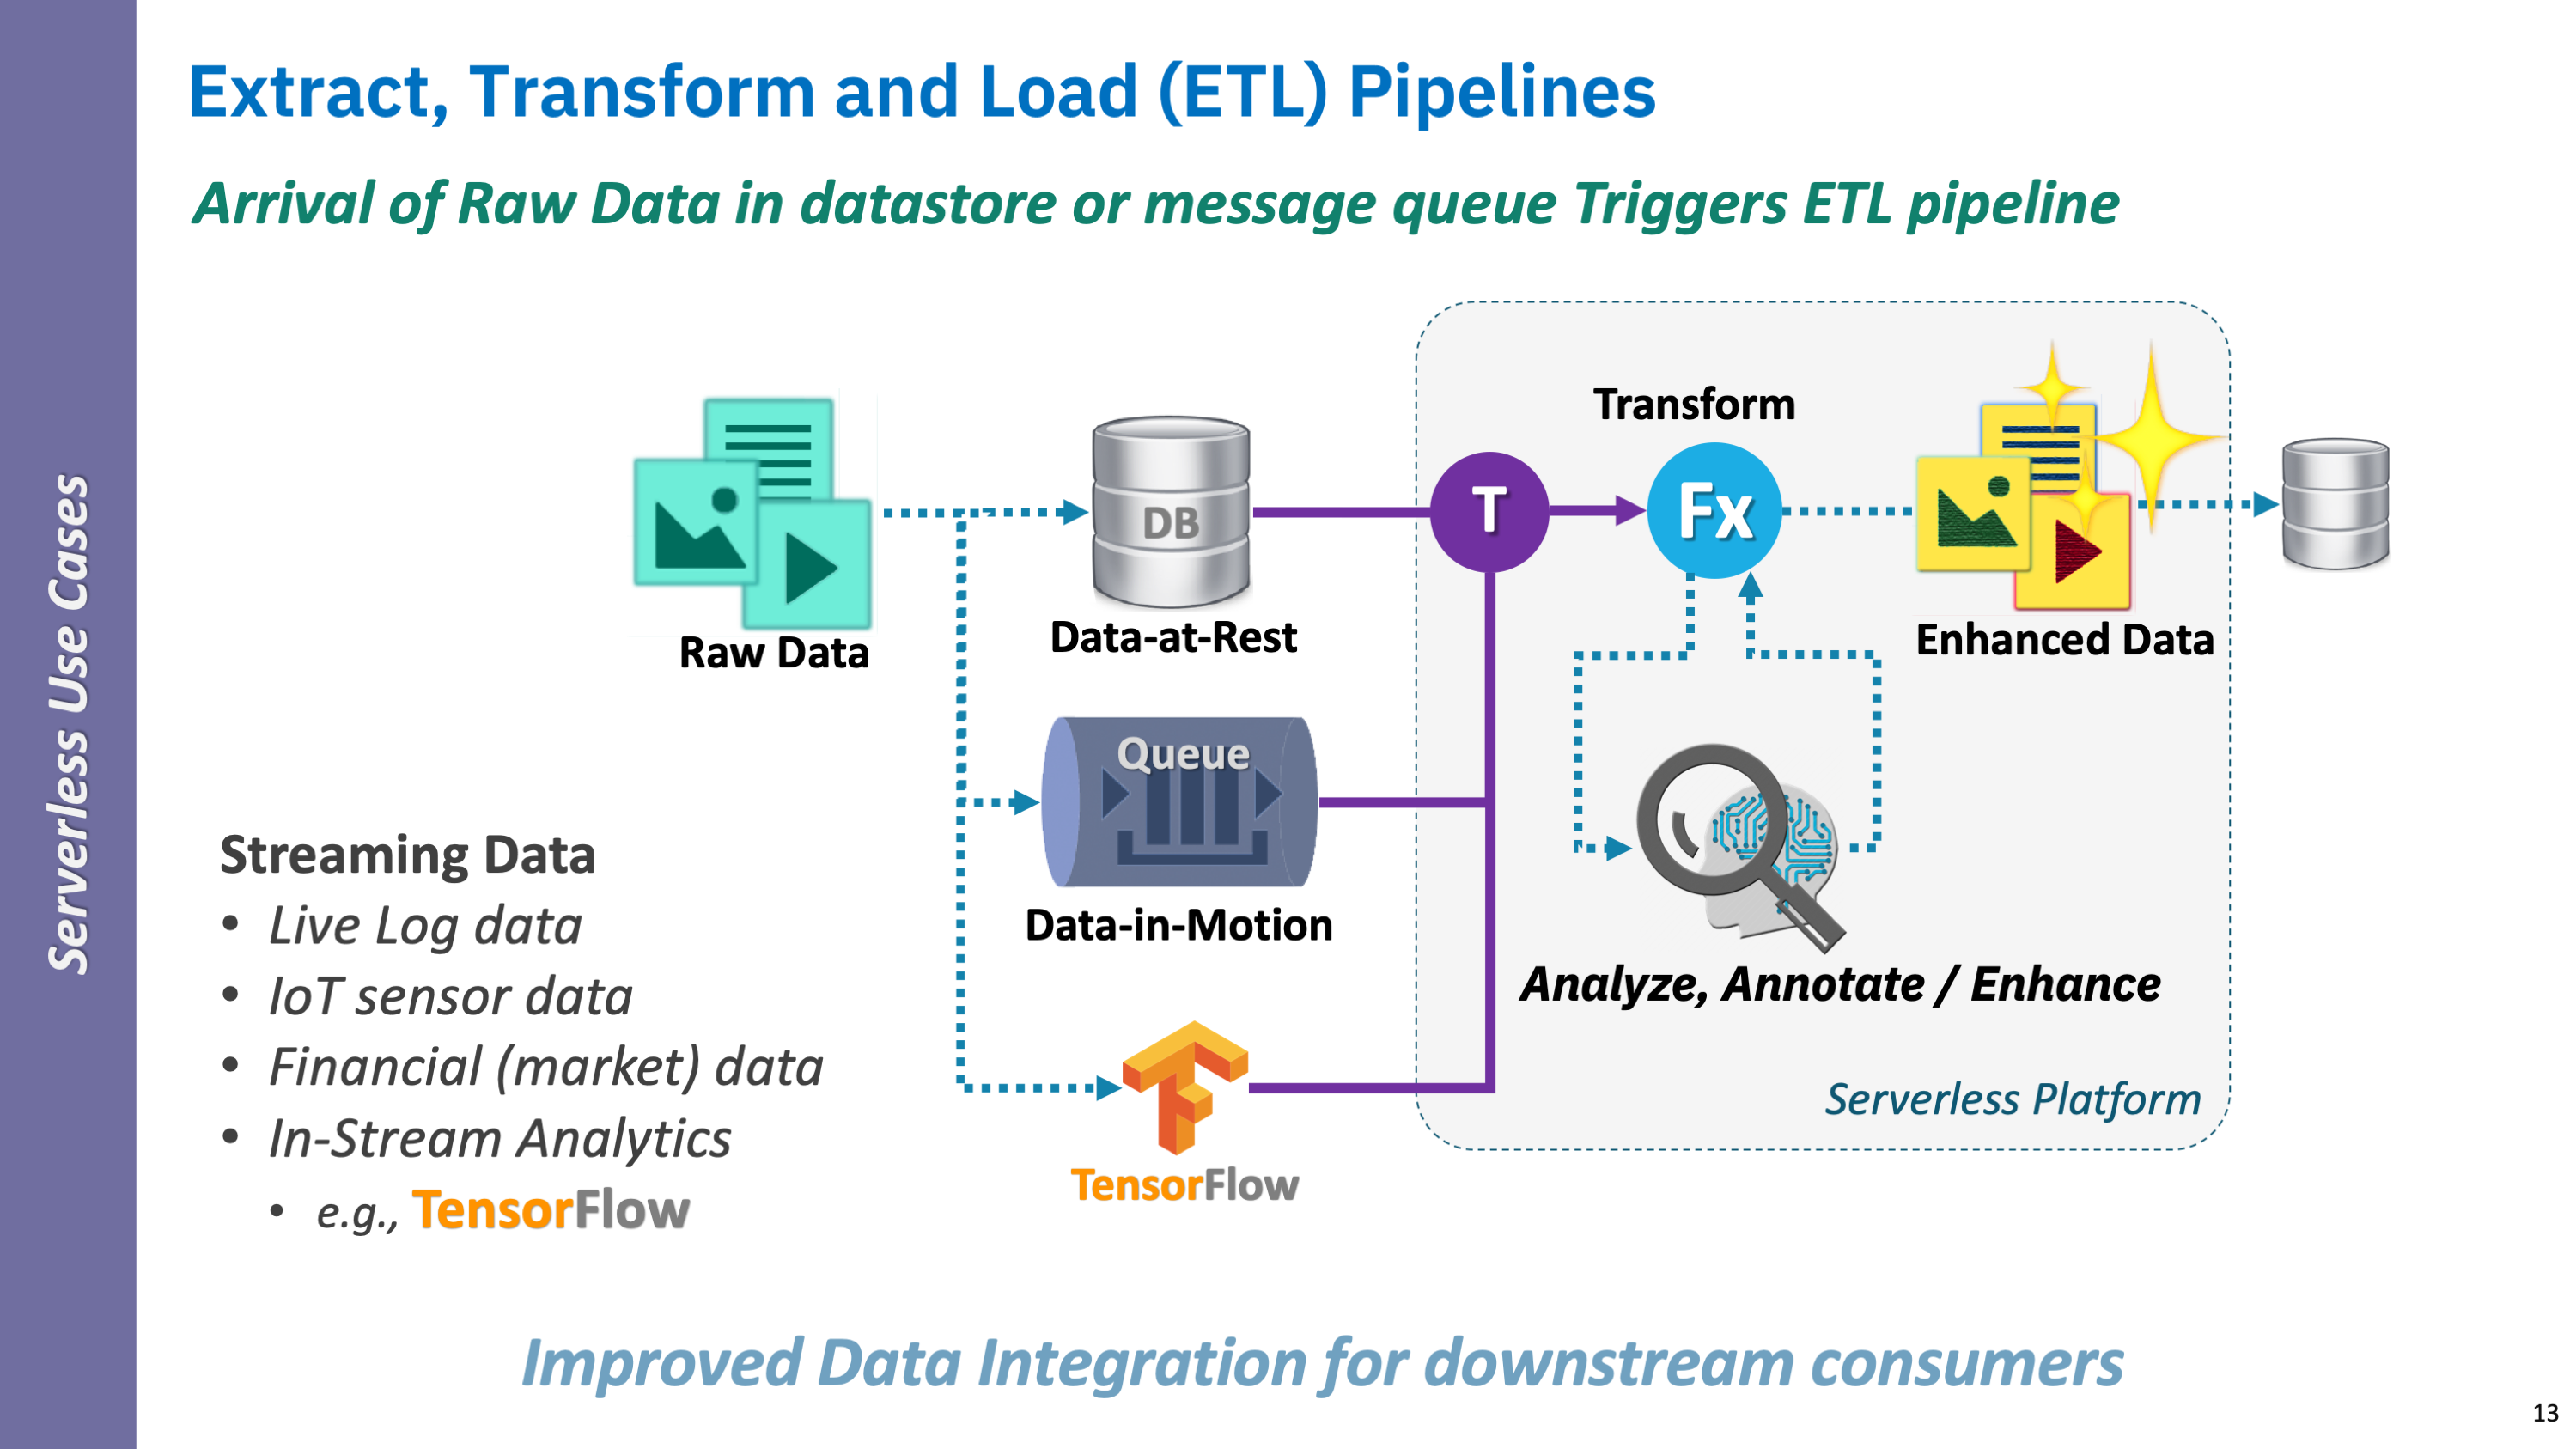 Extract, Transform and Load (ETL) Pipelines
Arrival of Raw Data in datastore or message queue Triggers ETL pipeline
Serverless Use Cases
Raw Data
DB
Data-at-Rest
Queue
Data-in-Motion
TensorFlow
T
Transform
Fx
Enhanced Data
Analyze, Annotate / Enhance
Serverless Platform
Streaming Data
• Live Log data
• IoT sensor data
• Financial (market) data
• In-Stream Analytics
• e.g., TensorFlow
Improved Data Integration for downstream consumers
13